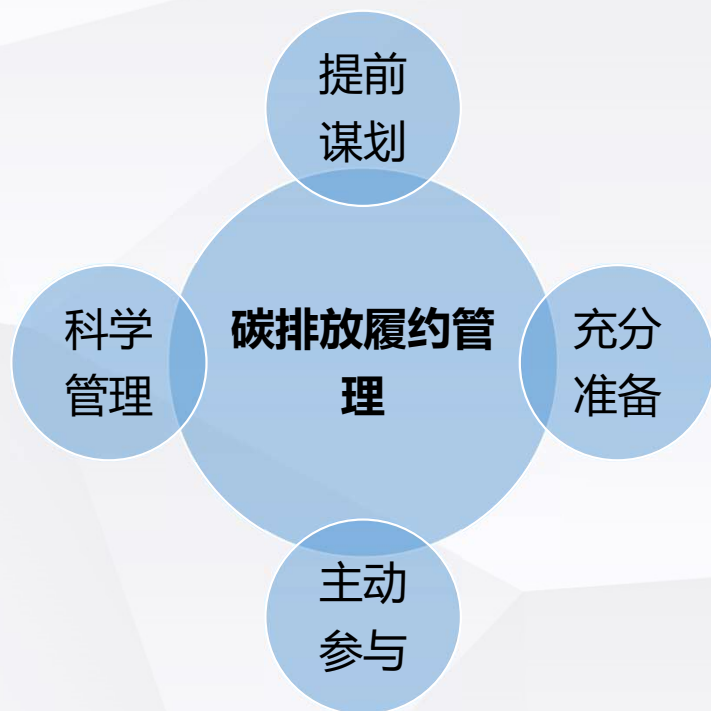 提前
谋划
科学
管理
碳排放履约管
理
充分
准备
主动
参与